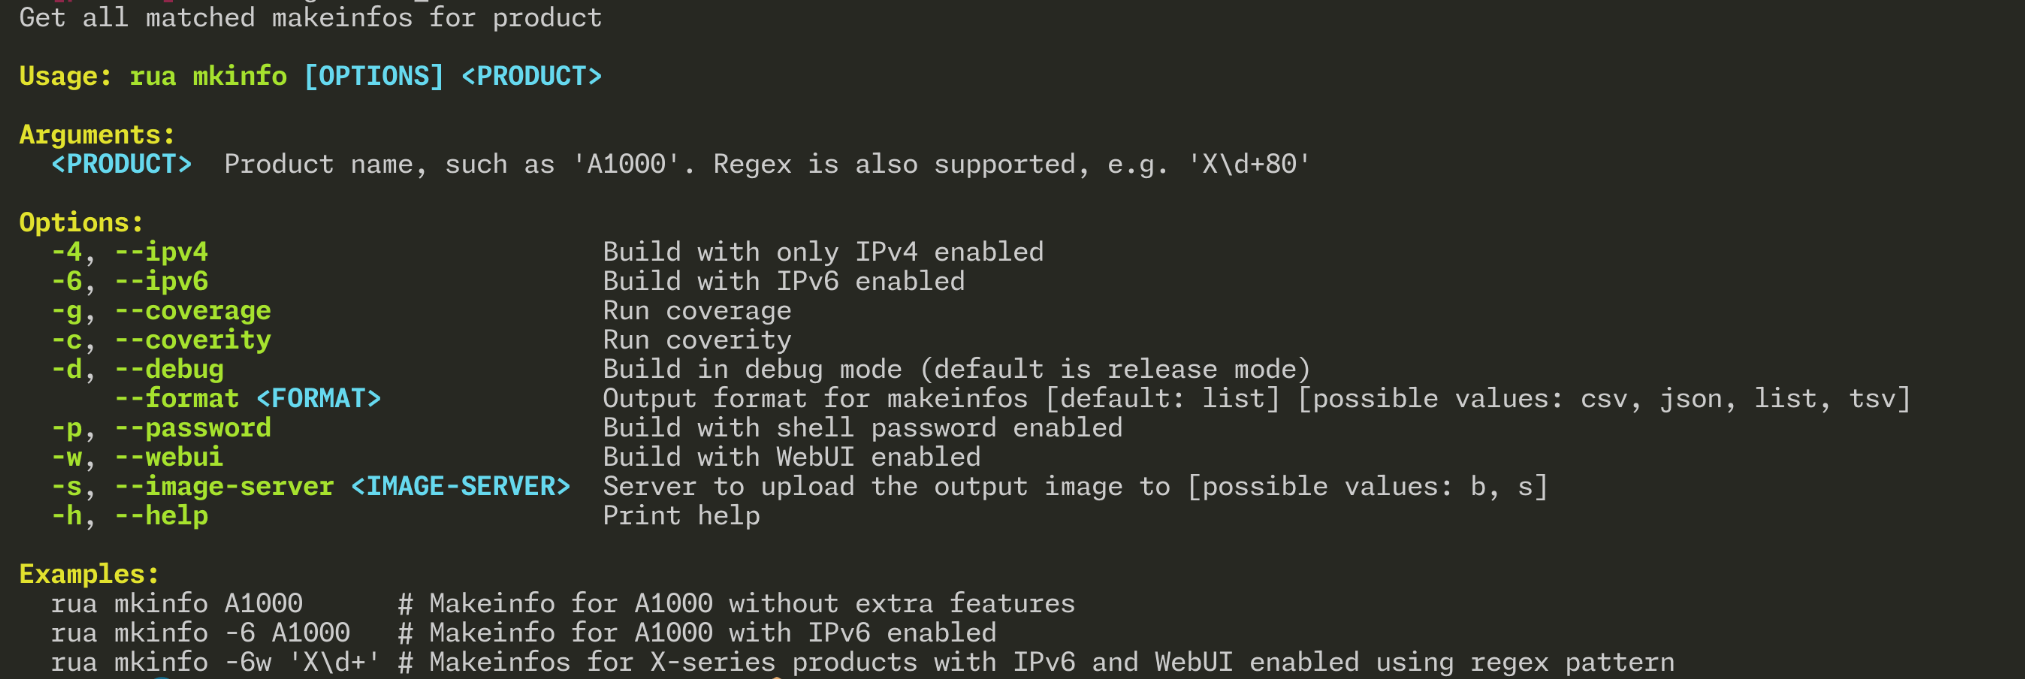 Get all matched makeinfos for product
Usage: rua mkinfo [OPTIONS] <PRODUCT>
Arguments:
  <PRODUCT>  Product name, such as 'A1000'. Regex is also supported, e.g. 'X\d+80'
Options:
  -4, --ipv4                         Build with only IPv4 enabled
  -6, --ipv6                         Build with IPv6 enabled
  -g, --coverage                     Run coverage
  -c, --coverity                     Run coverity
  -d, --debug                        Build in debug mode (default is release mode)
      --format <FORMAT>              Output format for makeinfos [default: list] [possible values: csv, json, list, tsv]
  -p, --password                     Build with shell password enabled
  -w, --webui                        Build with WebUI enabled
  -s, --image-server <IMAGE-SERVER>  Server to upload the output image to [possible values: b, s]
  -h, --help                         Print help
Examples:
  rua mkinfo A1000      # Makeinfo for A1000 without extra features
  rua mkinfo -6 A1000   # Makeinfo for A1000 with IPv6 enabled
  rua mkinfo -6w 'X\d+' # Makeinfos for X-series products with IPv6 and WebUI enabled using regex pattern